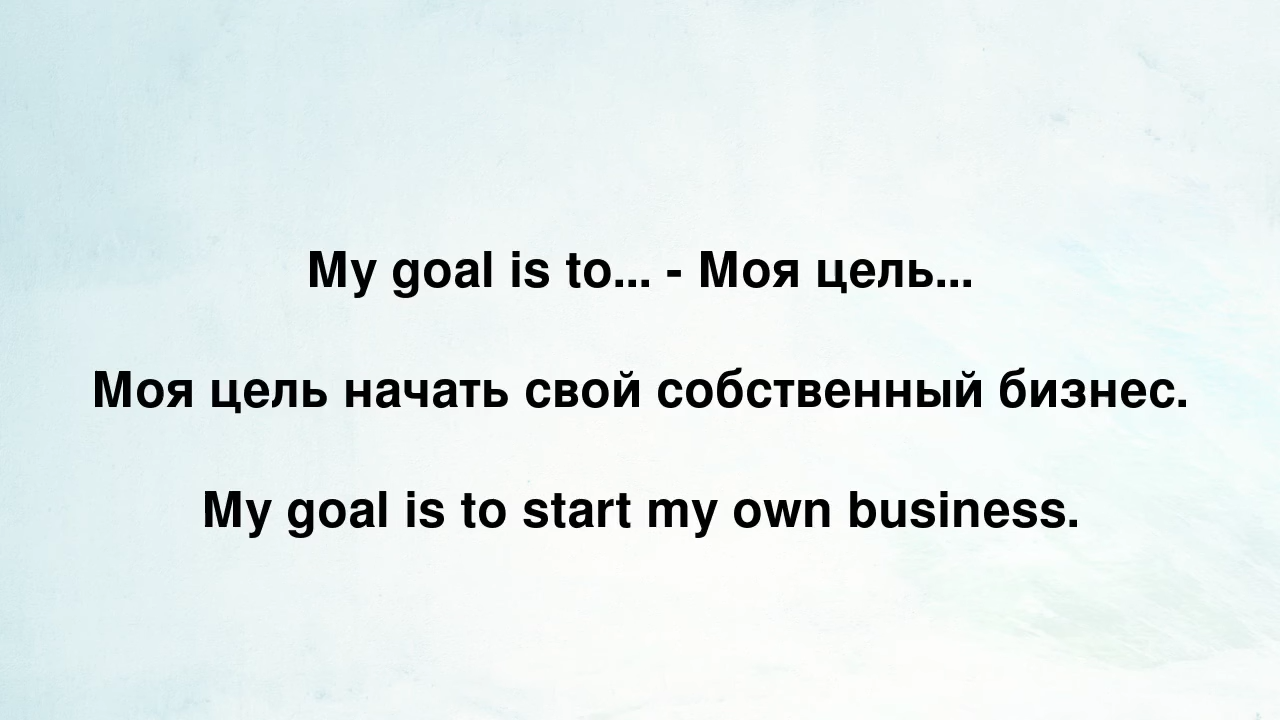 My goal is to... - Моя цель...
Моя цель начать свой собственный бизнес.
My goal is to start my own business.